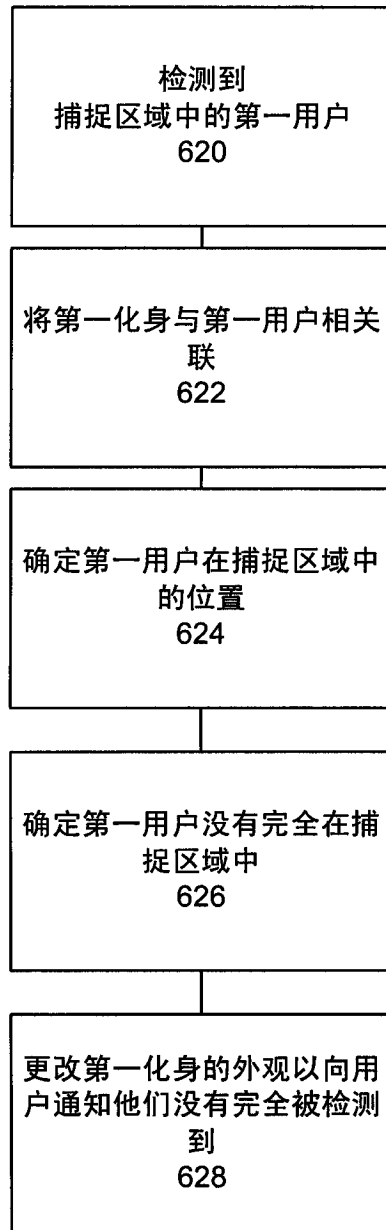 检测到
捕捉区域中的第一用户
620
将第一化身与第一用户相关
联
622
确定第一用户在捕捉区域中
的位置
624
确定第一用户没有完全在捕
捉区域中
626
更改第一化身的外观以向用
户通知他们没有完全被检测
到
628